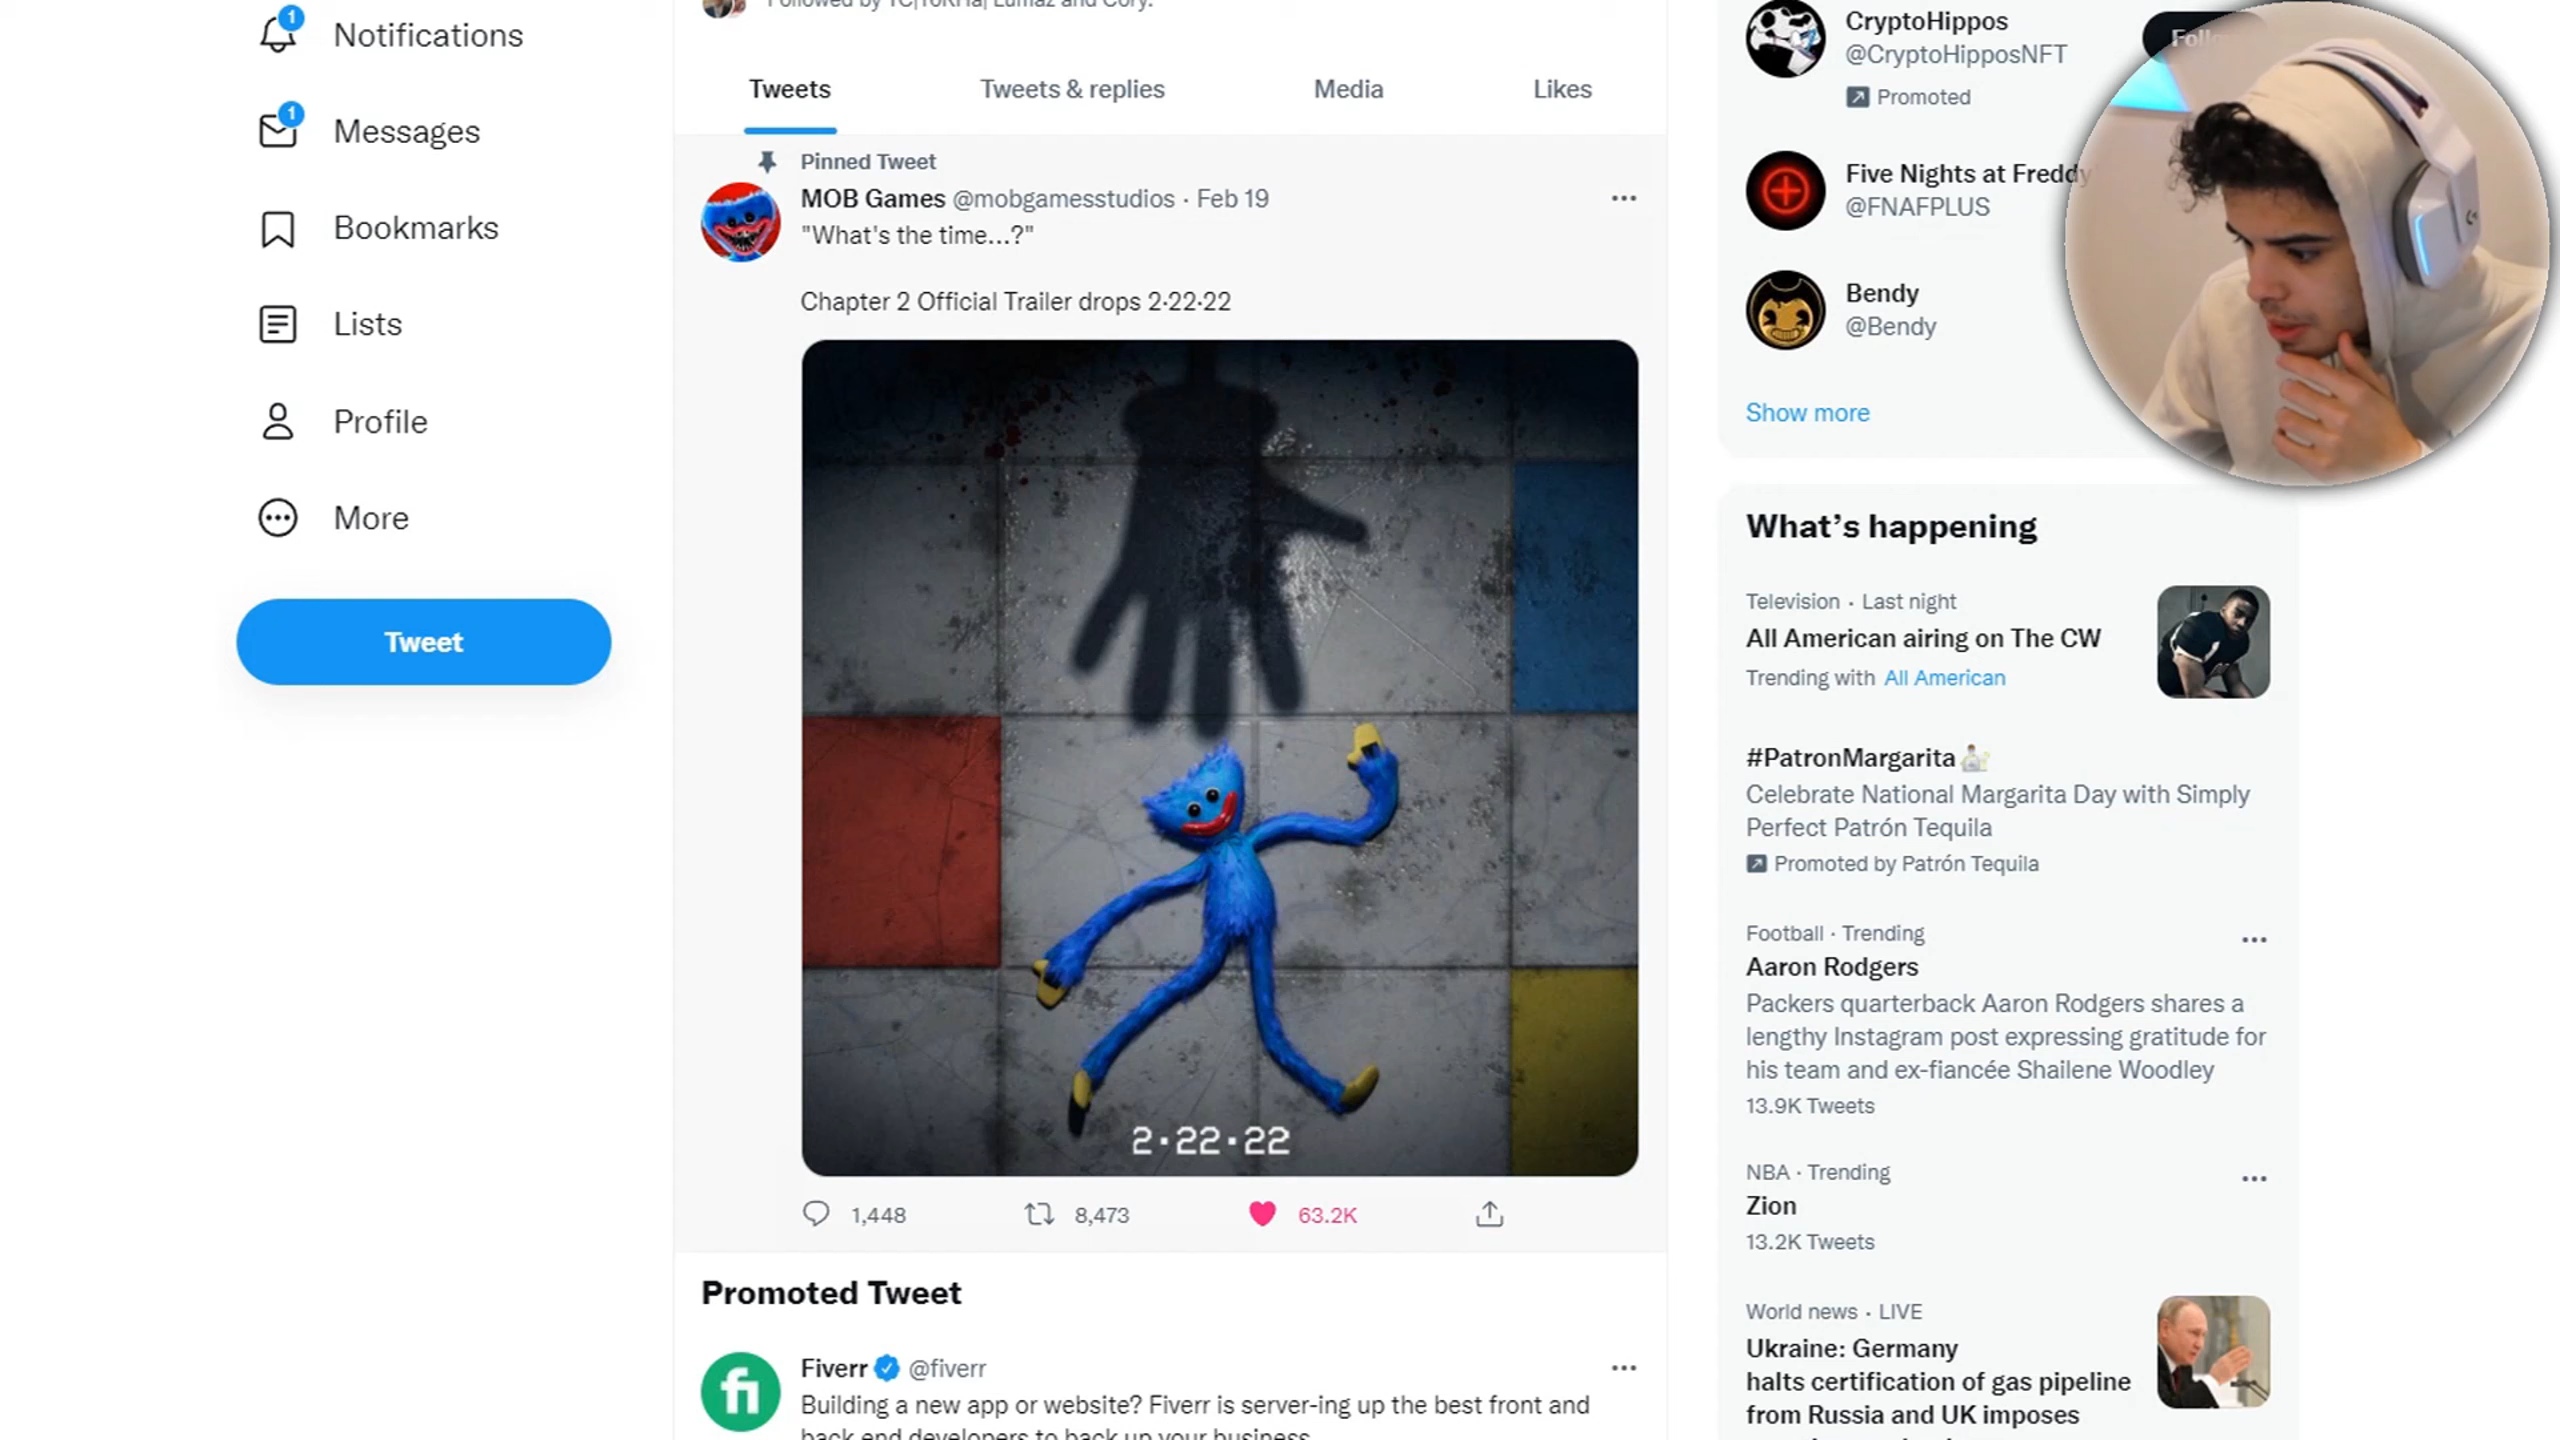 Notifications
1
Messages
1
Bookmarks
Lists
Profile
More
Tweet
Followed by
and Cory.
Tweets
Tweets & replies
Media
Likes
Pinned Tweet
MOB Games @mobgamesstudios · Feb 19
"What's the time...?"
Chapter 2 Official Trailer drops 2·22·22
2·22·22
1,448
8,473
63.2K
Promoted Tweet
Fiverr @fiverr
Building a new app or website? Fiverr is server-ing up the best front and
back end developers to back up your business
CryptoHippos
@CryptoHipposNFT
Promoted
Five Nights at Freddy
@FNAFPLUS
Bendy
@Bendy
Show more
What's happening
Television · Last night
All American airing on The CW
Trending with All American
#PatronMargarita
Celebrate National Margarita Day with Simply
Perfect Patrón Tequila
Promoted by Patrón Tequila
Football · Trending
Aaron Rodgers
Packers quarterback Aaron Rodgers shares a
lengthy Instagram post expressing gratitude for
his team and ex-fiancée Shailene Woodley
13.9K Tweets
NBA · Trending
Zion
13.2K Tweets
World news · LIVE
Ukraine: Germany
halts certification of gas pipeline
from Russia and UK imposes